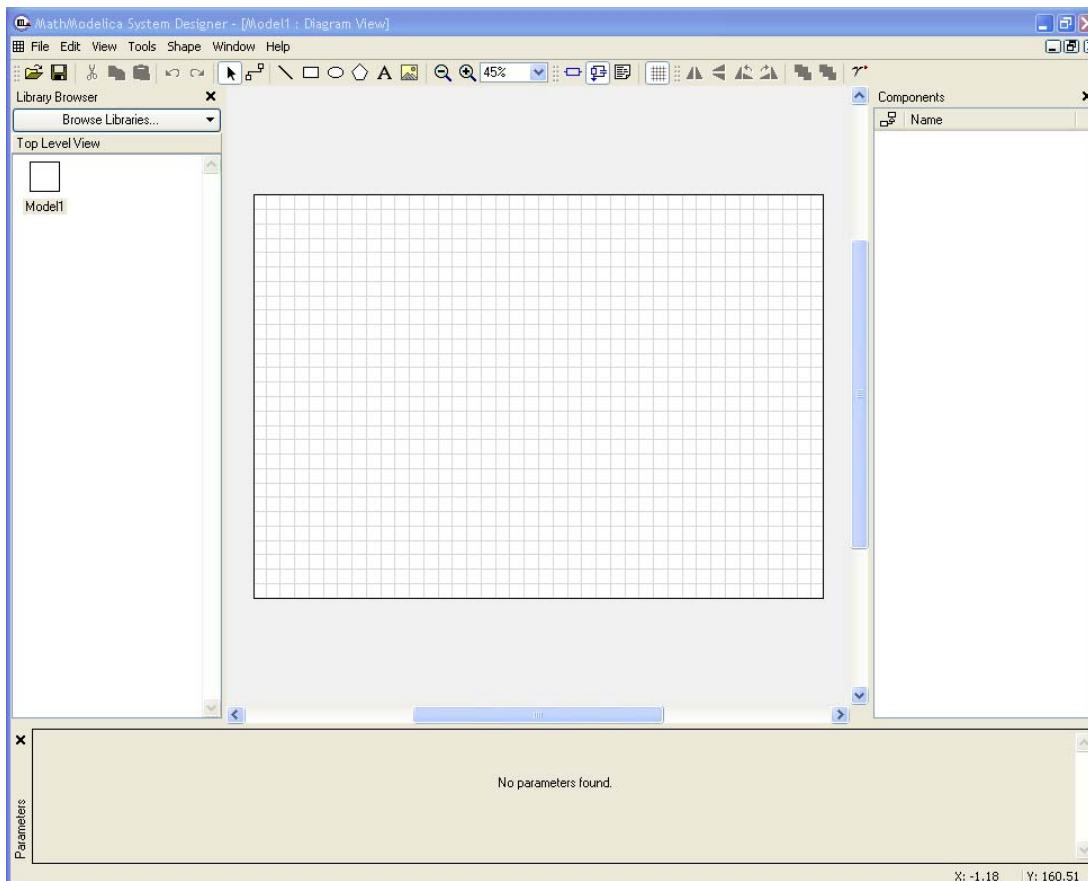 MathModelica System Designer - [Model1 : Diagram View]
File Edit View Tools Shape Window Help
A 45%
Library Browser
Components
Browse Libraries...
Name
Top Level View
Model1
No parameters found.
Parameters
X: -1.18 Y: 160.51